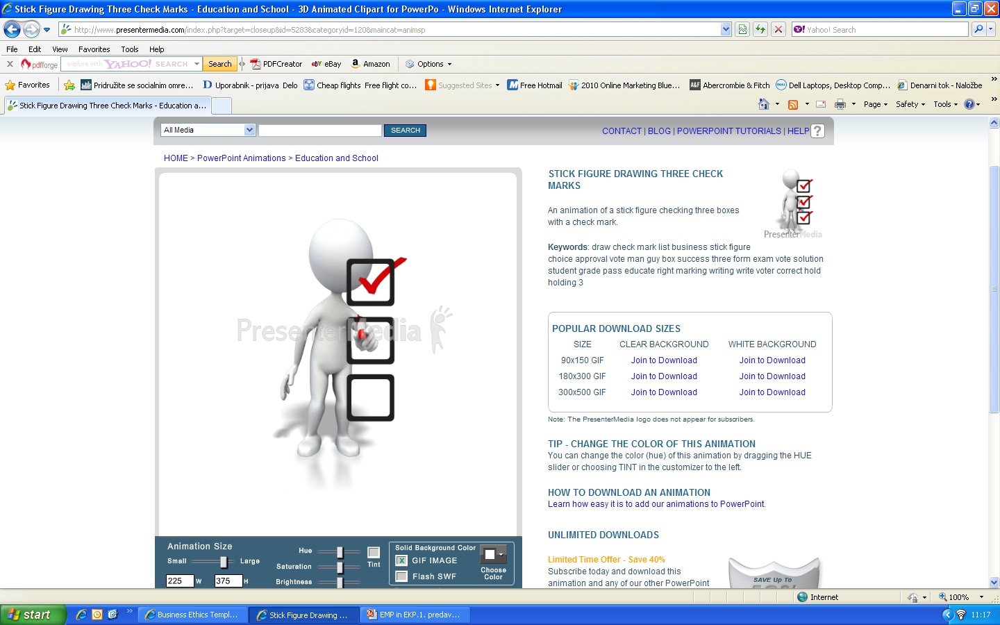 Stick Figure Drawing Three Check Marks - Education and School - 3D Animated Clipart for PowerPo - Windows Internet Explorer
http://www.presentermedia.com/index.php?target=closeup&id=5283&categoryid=120&maincat=animsp
Yahoo! Search
File Edit View Favorites Tools Help
pdfforge explore with YAHOO! SEARCH Search PDFCreator eBay Amazon Options
Favorites Pridružite se socialnim omre... Uporabnik - prijava Delo Cheap flights Free flight co... Suggested Sites Free Hotmail 2010 Online Marketing Blue... A&F Abercrombie & Fitch Dell Laptops, Desktop Comp... Denarni tok - Naložbe
Stick Figure Drawing Three Check Marks - Education a...
Page Safety Tools
All Media SEARCH CONTACT | BLOG | POWERPOINT TUTORIALS | HELP ?
HOME > PowerPoint Animations > Education and School
PresenterMedia
STICK FIGURE DRAWING THREE CHECK
MARKS
An animation of a stick figure checking three boxes
with a check mark.
PresenterMedia
Keywords: draw check mark list business stick figure
choice approval vote man guy box success three form exam vote solution
student grade pass educate right marking writing write voter correct hold
holding 3
POPULAR DOWNLOAD SIZES
SIZE CLEAR BACKGROUND WHITE BACKGROUND
90x150 GIF Join to Download Join to Download
180x300 GIF Join to Download Join to Download
300x500 GIF Join to Download Join to Download
Note: The PresenterMedia logo does not appear for subscribers.
TIP - CHANGE THE COLOR OF THIS ANIMATION
You can change the color (hue) of this animation by dragging the HUE
slider or choosing TINT in the customizer to the left.
HOW TO DOWNLOAD AN ANIMATION
Learn how easy it is to add our animations to PowerPoint.
UNLIMITED DOWNLOADS
Limited Time Offer - Save 40%
Subscribe today and download this
animation and any of our other PowerPoint
SAVE Up To
Animation Size
Small Large
225 W 375 H
Hue
Saturation
Brightness
Tint
Solid Background Color
GIF IMAGE
Flash SWF
Choose
Color
Internet 100%
start Business Ethics Templ... Stick Figure Drawing ... EMP in EKP.1. predav... 11:17